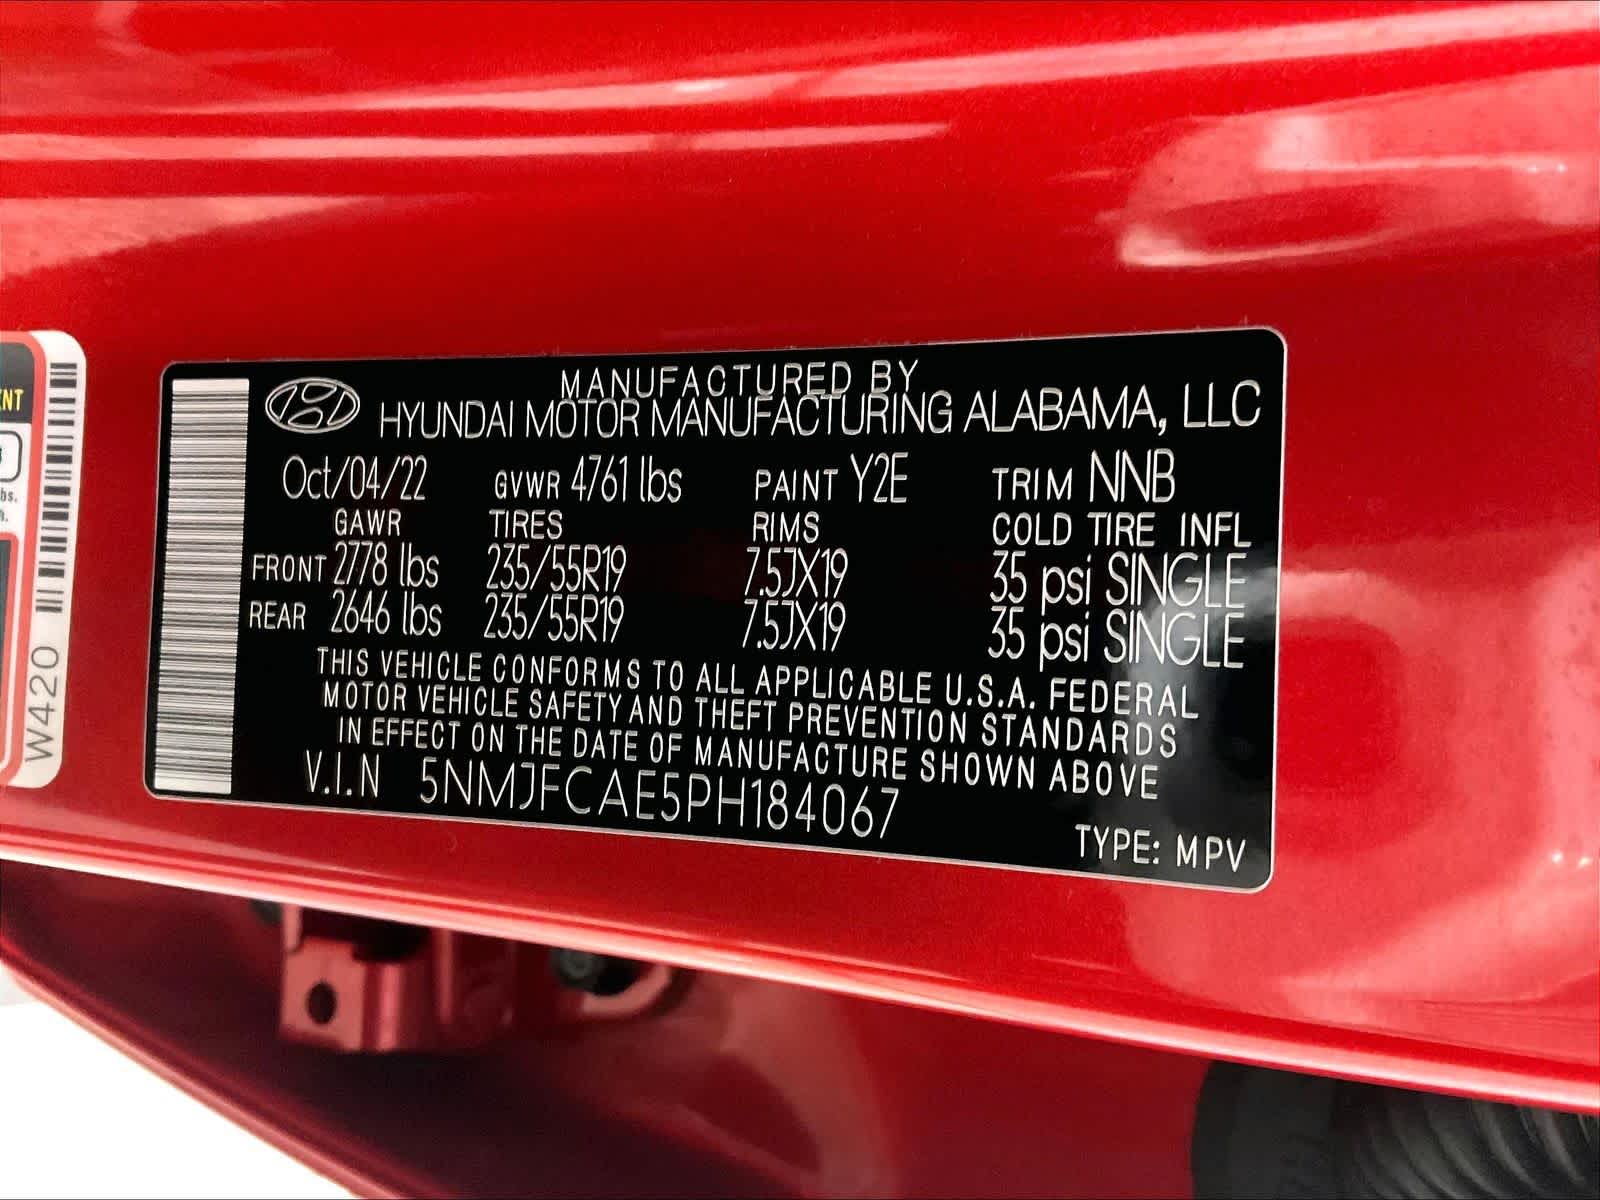 MANUFACTURED BY
HYUNDAI MOTOR MANUFACTURING ALABAMA, LLC
Oct/04/22 GVWR 4761 lbs PAINT Y2E TRIM NNB
GAWR TIRES RIMS COLD TIRE INFL
FRONT 2778 lbs 235/55R19 7.5JX19 35 psi SINGLE
REAR 2646 lbs 235/55R19 7.5JX19 35 psi SINGLE
THIS VEHICLE CONFORMS TO ALL APPLICABLE U.S.A. FEDERAL
MOTOR VEHICLE SAFETY AND THEFT PREVENTION STANDARDS
IN EFFECT ON THE DATE OF MANUFACTURE SHOWN ABOVE
V.I.N 5NMJFCAE5PH184067
TYPE: MPV
W420